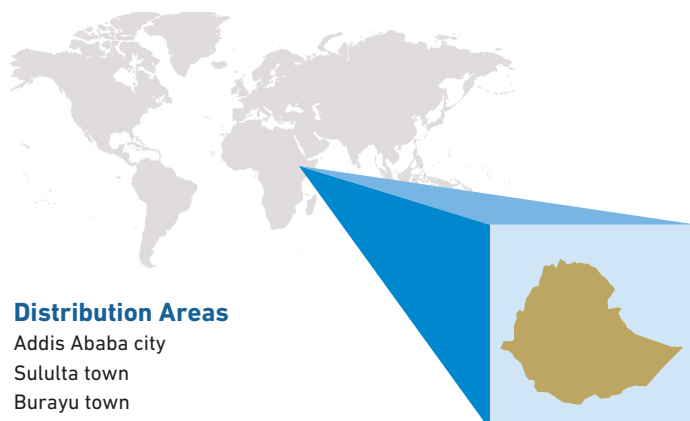 Distribution Areas
Addis Ababa city
Sululta town
Burayu town